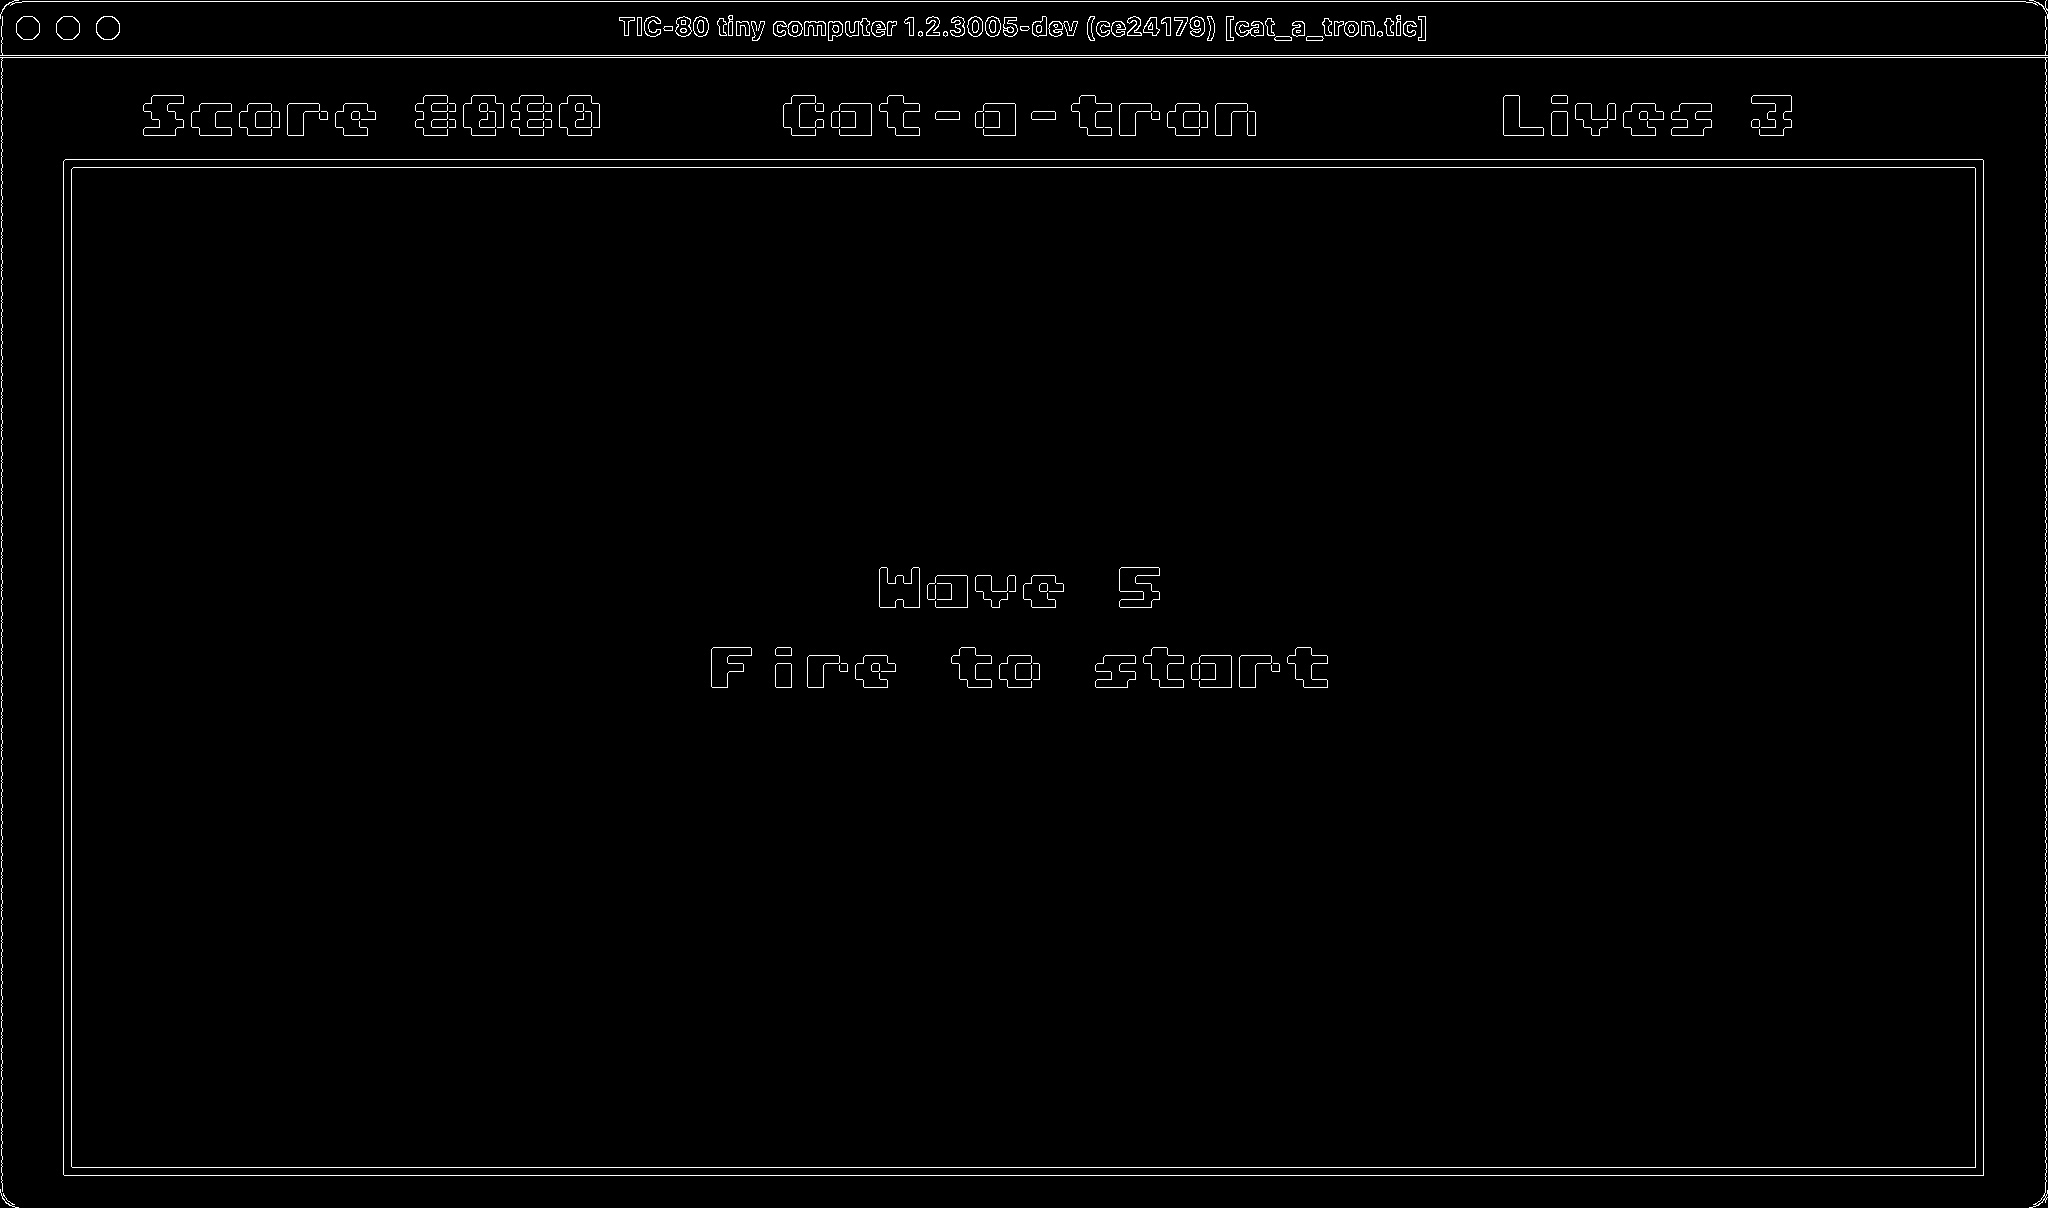 TIC-80 tiny computer 1.2.3005-dev (ce24179) [cat_a_tron.tic]
Score 8080 Cat-a-tron Lives 3
Wave 5
Fire to start